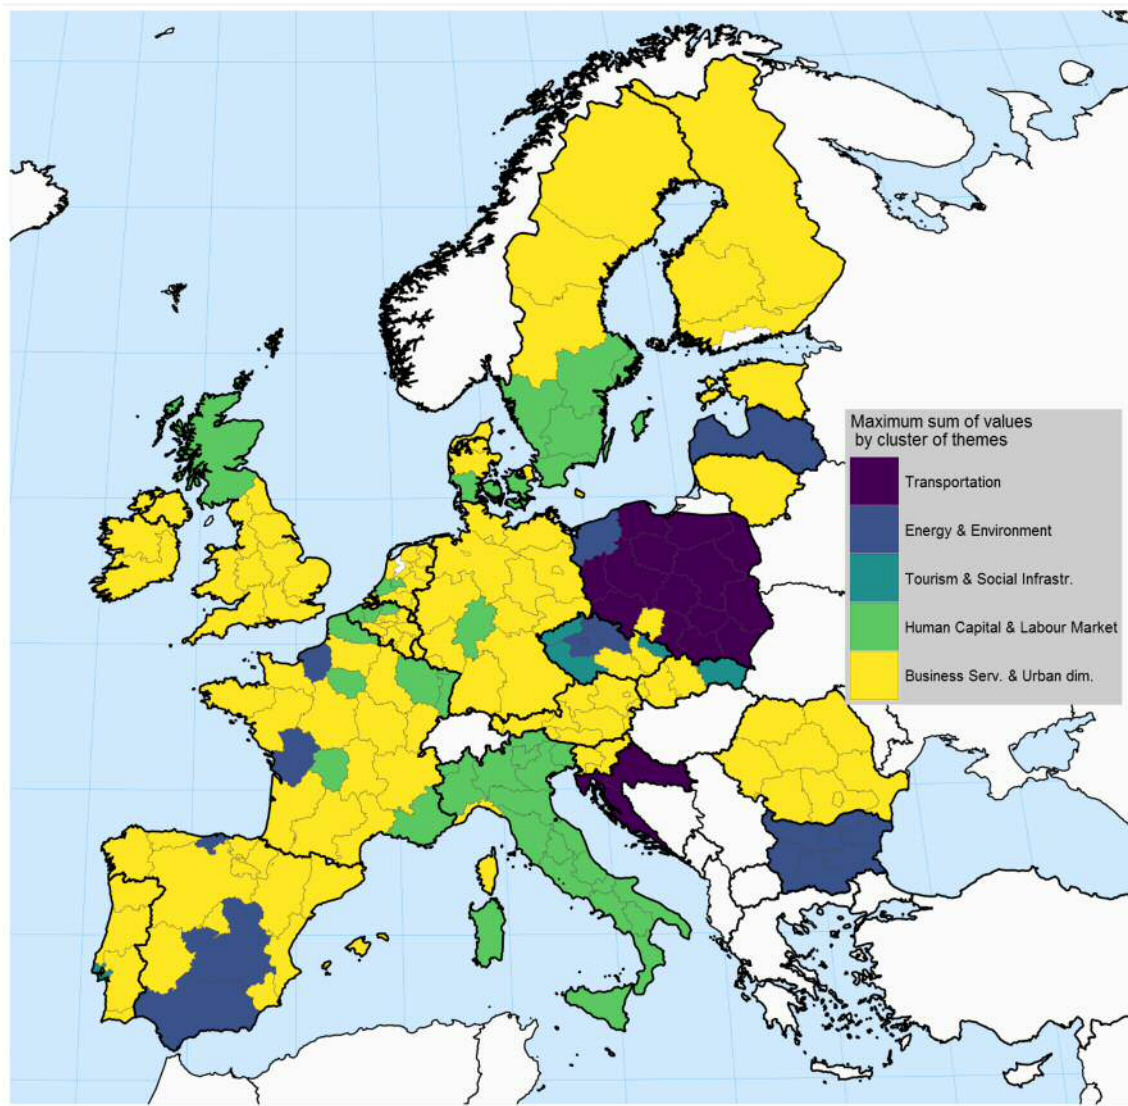 Maximum sum of values
by cluster of themes
Transportation
Energy & Environment
Tourism & Social Infrastr.
Human Capital & Labour Market
Business Serv. & Urban dim.